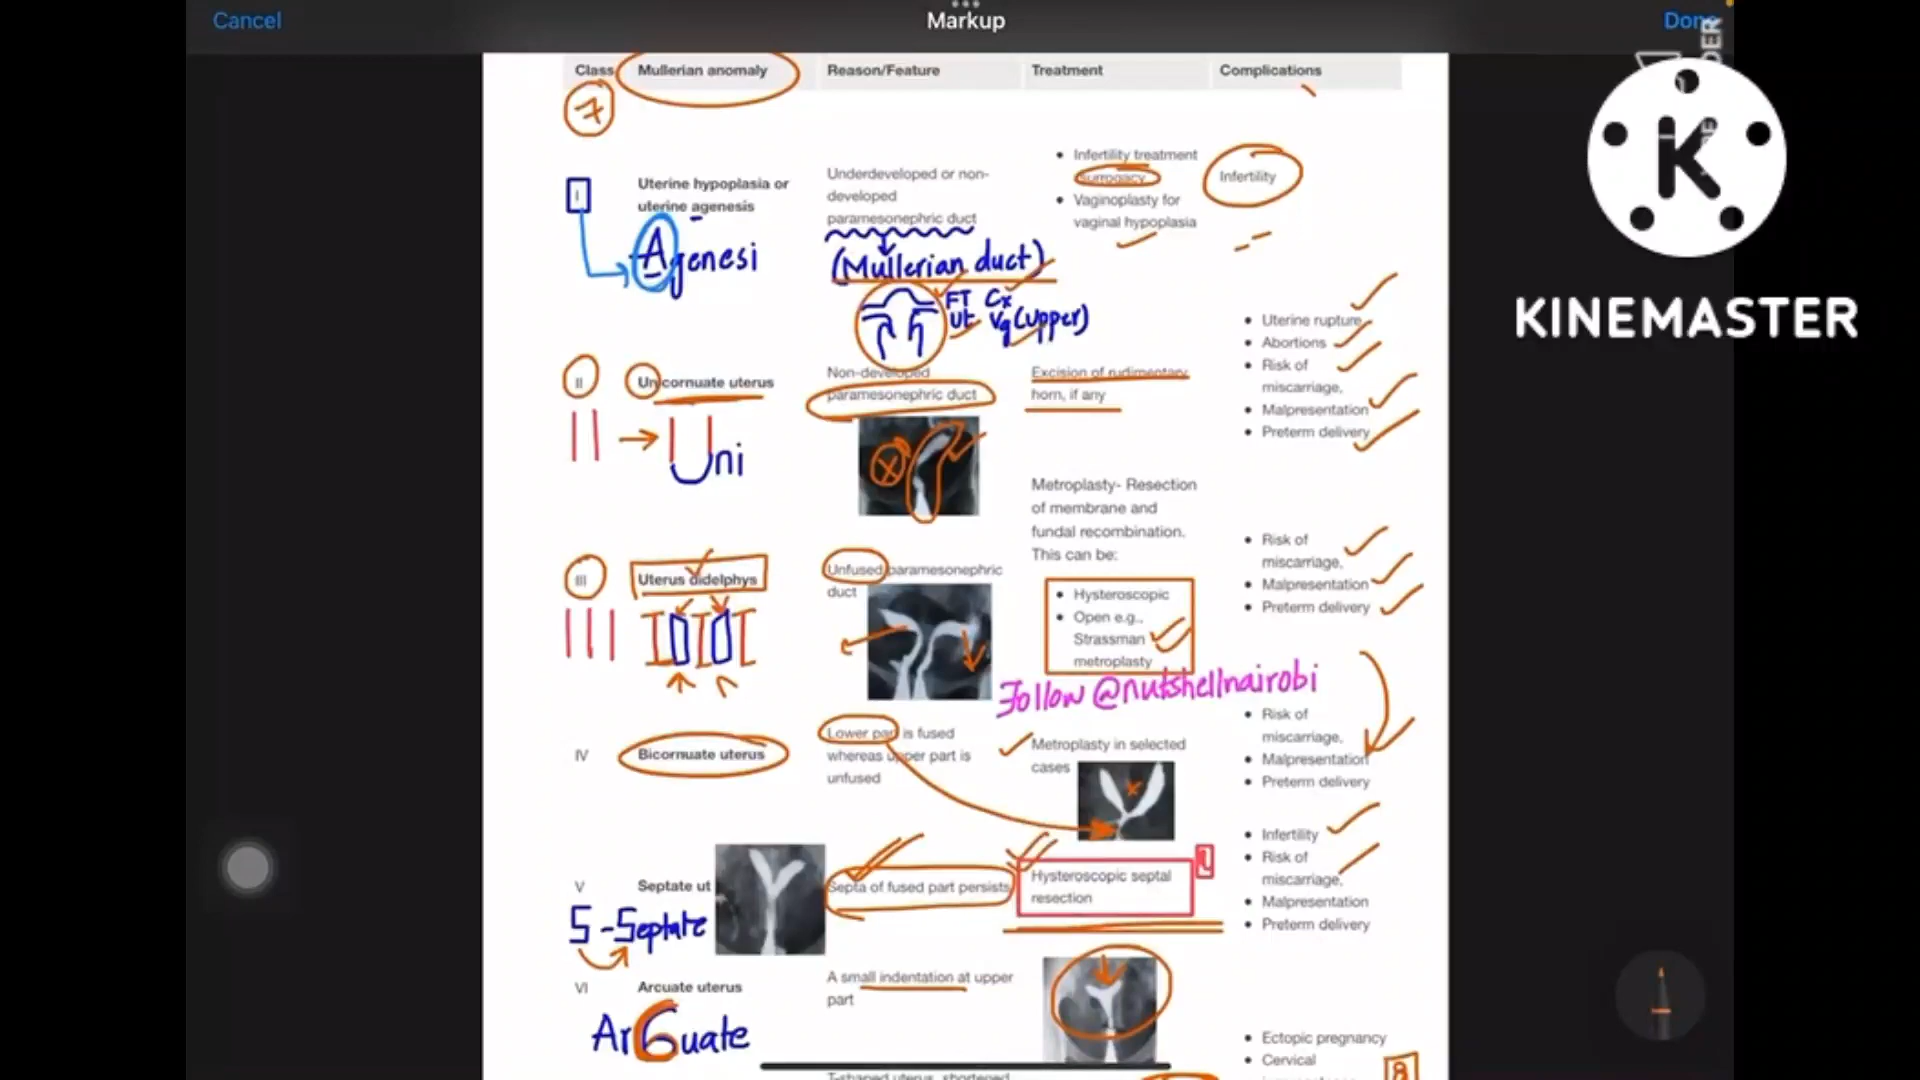 Cancel
Markup
Done
Class Mullerian anomaly Reason/Feature Treatment Complications
7
I
Uterine hypoplasia or
uterine agenesis
Agenesi
Underdeveloped or non-
developed
paramesonephric duct
(Mullerian duct)
FT Cx
Ut Vg (upper)
Infertility treatment
surrogacy
Vaginoplasty for
vaginal hypoplasia
Infertility
II
Unicornuate uterus
Uni
Non-developed
paramesonephric duct
Excision of rudimentary
horn, if any
Uterine rupture
Abortions
Risk of
miscarriage,
Malpresentation
Preterm delivery
III
Uterus didelphys
Unfused paramesonephric
duct
Metroplasty- Resection
of membrane and
fundal recombination.
This can be:
Hysteroscopic
Open e.g.,
Strassman
metroplasty
Risk of
miscarriage,
Malpresentation
Preterm delivery
Follow @nutshellnairobi
IV
Bicornuate uterus
Lower part is fused
whereas upper part is
unfused
Metroplasty in selected
cases
Risk of
miscarriage,
Malpresentation
Preterm delivery
V
Septate ut
5 - Septate
Septa of fused part persists
Hysteroscopic septal
resection
Infertility
Risk of
miscarriage,
Malpresentation
Preterm delivery
VI
Arcuate uterus
Ar6uate
A small indentation at upper
part
T-shaped uterus, shortened
Ectopic pregnancy
Cervical
K
KINEMASTER